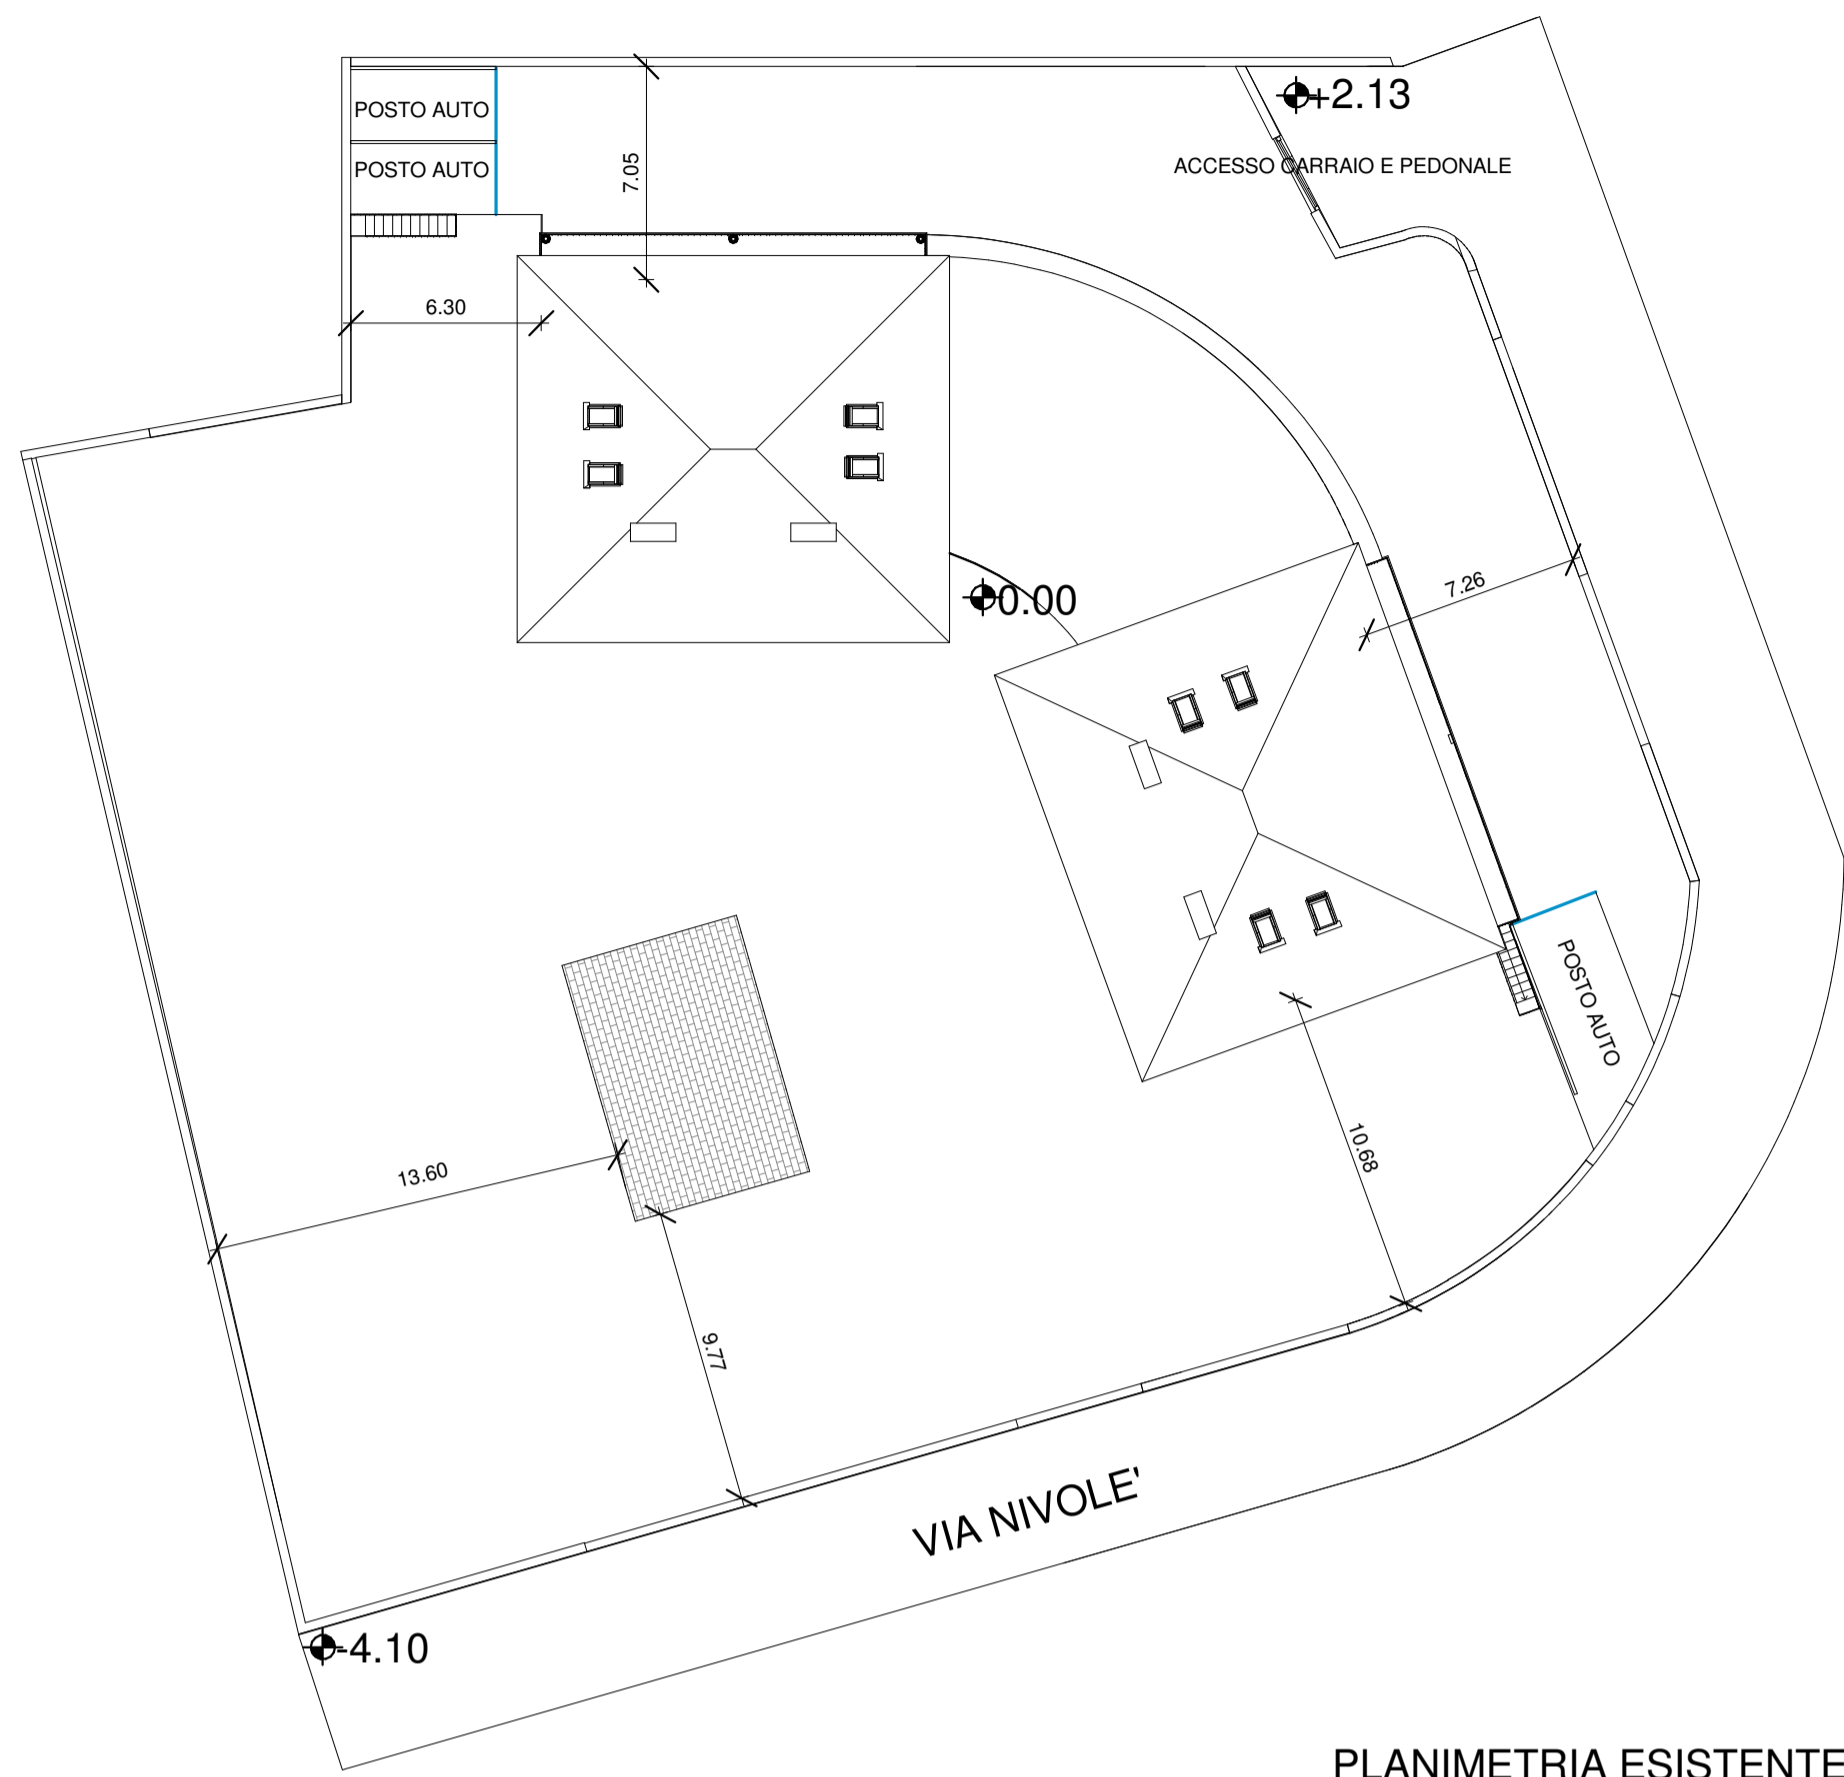 +2.13
POSTO AUTO
POSTO AUTO
ACCESSO CARRAIO E PEDONALE
7.05
6.30
7.26
0.00
POSTO AUTO
10.68
13.60
9.77
VIA NIVOLE'
-4.10
PLANIMETRIA ESISTENTE